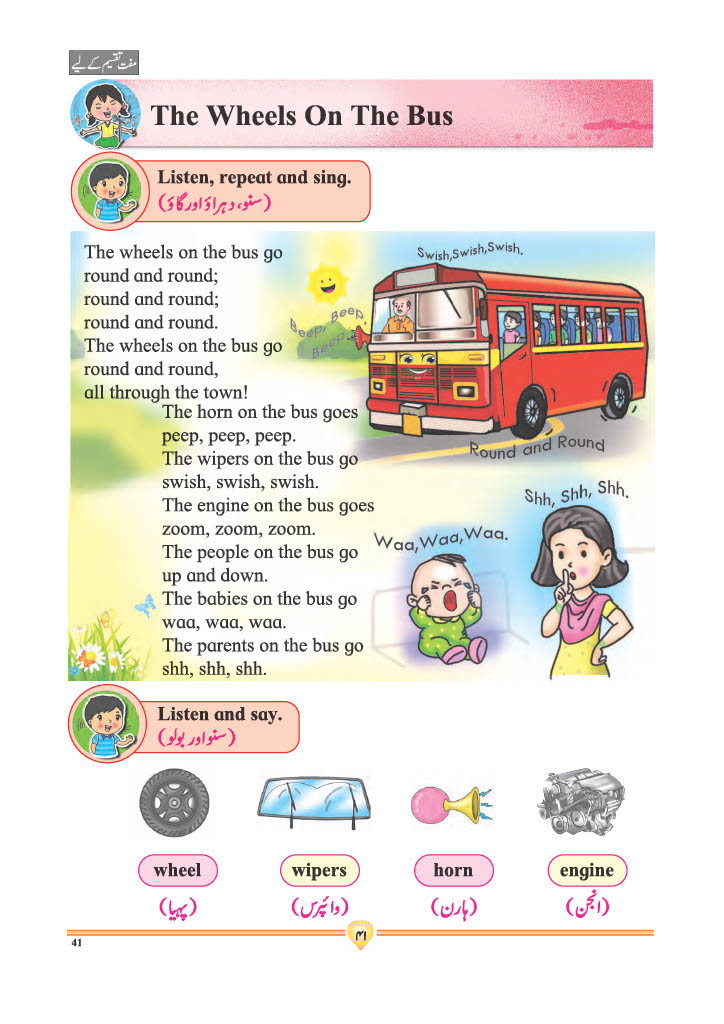 مفت تقسیم کے لیے
The Wheels On The Bus
Listen, repeat and sing.
(سنو، دہراؤ اور گاؤ)
The wheels on the bus go
round and round;
round and round;
round and round.
The wheels on the bus go
round and round,
all through the town!
The horn on the bus goes
peep, peep, peep.
The wipers on the bus go
swish, swish, swish.
The engine on the bus goes
zoom, zoom, zoom.
The people on the bus go
up and down.
The babies on the bus go
waa, waa, waa.
The parents on the bus go
shh, shh, shh.
Swish,Swish,Swish.
Beep, Beep,
Beep.
Round and Round
Waa,Waa,Waa.
Shh, Shh, Shh.
Listen and say.
(سنو اور بولو)
wheel
wipers
horn
engine
(پہیا)
(وائپرس)
(ہارن)
(انجن)
۴۱
41